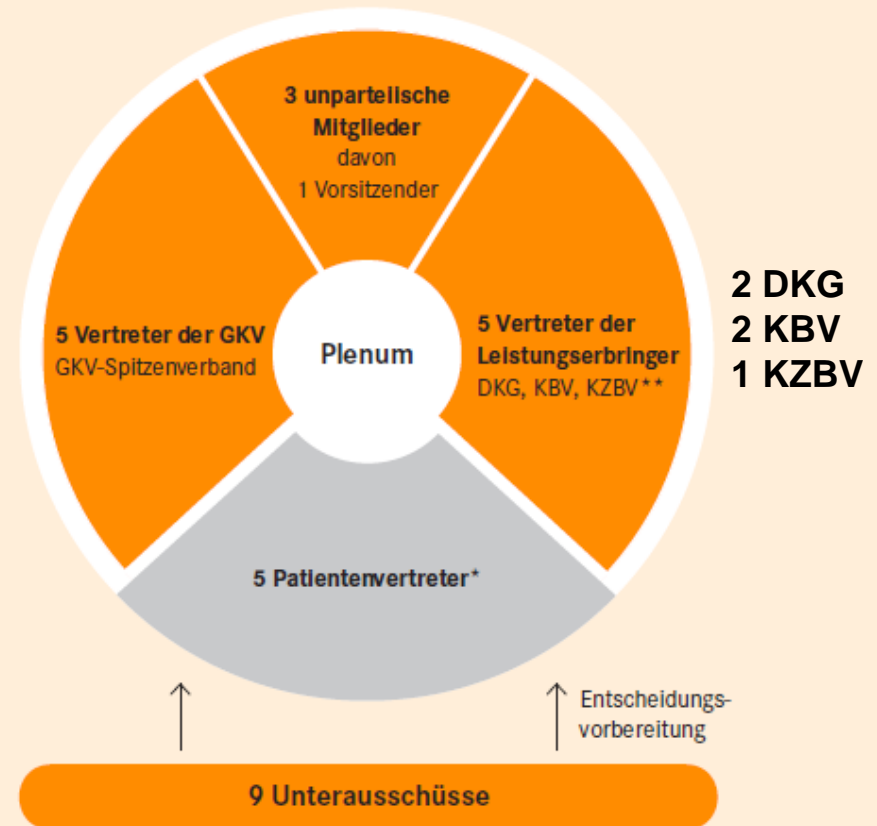 3 unparteiische
Mitglieder
davon
1 Vorsitzender
5 Vertreter der GKV
GKV-Spitzenverband
Plenum
5 Vertreter der
Leistungserbringer
DKG, KBV, KZBV**
2 DKG
2 KBV
1 KZBV
5 Patientenvertreter*
Entscheidungs-
vorbereitung
9 Unterausschüsse